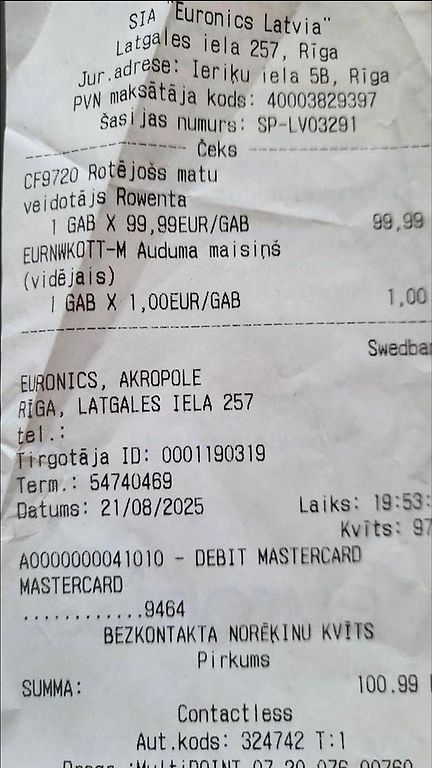 SIA "Euronics Latvia"
Latgales iela 257, Rīga
Jur.adrese: Ieriķu iela 5B, Rīga
PVN maksātāja kods: 40003829397
Šasijas numurs: SP-LV03291
Čeks
CF9720 Rotējošs matu
veidotājs Rowenta
1 GAB X 99,99EUR/GAB 99,99
EURNWKOTT-M Auduma maisiņš
(vidējais)
1 GAB X 1,00EUR/GAB 1,00
Swedba
EURONICS, AKROPOLE
RĪGA, LATGALES IELA 257
tel.:
Tirgotāja ID: 0001190319
Term.: 54740469
Datums: 21/08/2025 Laiks: 19:53:
Kvīts: 97
A0000000041010 - DEBIT MASTERCARD
MASTERCARD
............9464
BEZKONTAKTA NORĒĶINU KVĪTS
Pirkums
SUMMA: 100.99
Contactless
Aut.kods: 324742 T:1